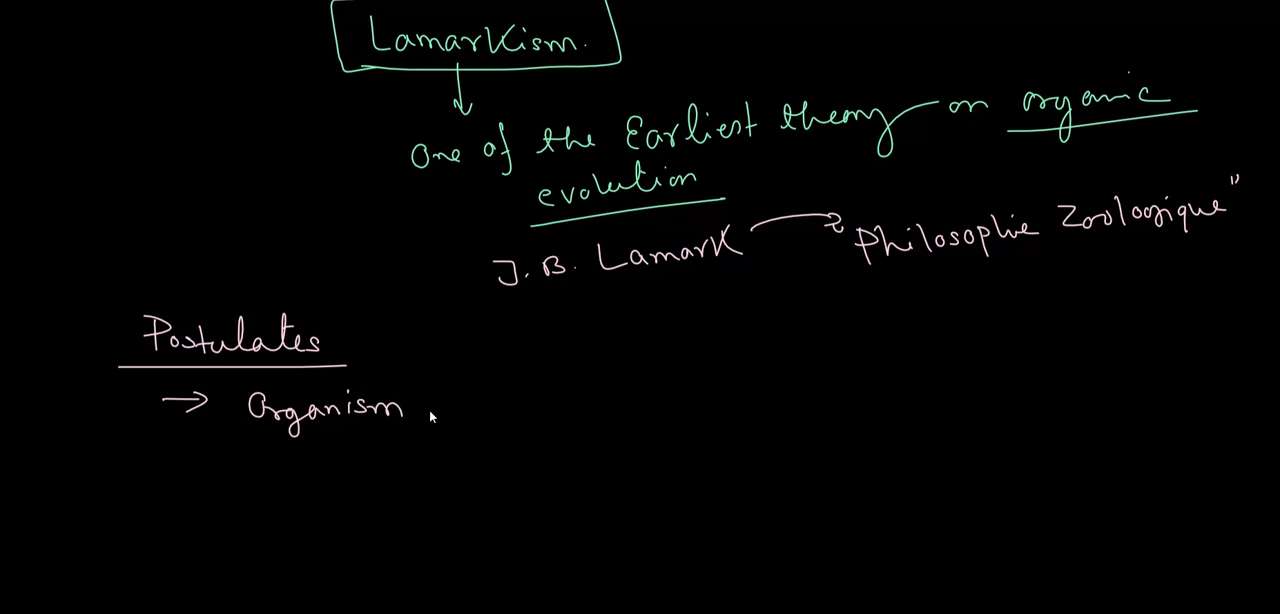 Lamarkism.
One of the Earliest theory on organic
evolution
J. B. Lamark → Philosophie Zoologique"
Postulates
→ Organism